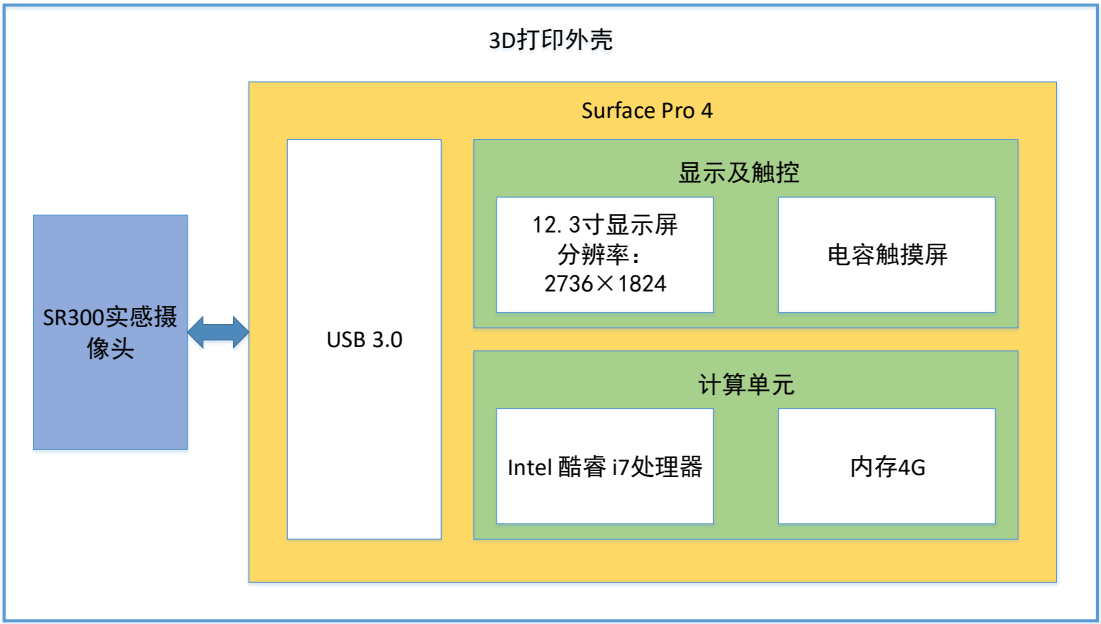 3D打印外壳
Surface Pro 4
显示及触控
12.3寸显示屏
分辨率：
2736×1824
电容触摸屏
SR300实感摄
像头
USB 3.0
计算单元
Intel 酷睿 i7处理器
内存4G